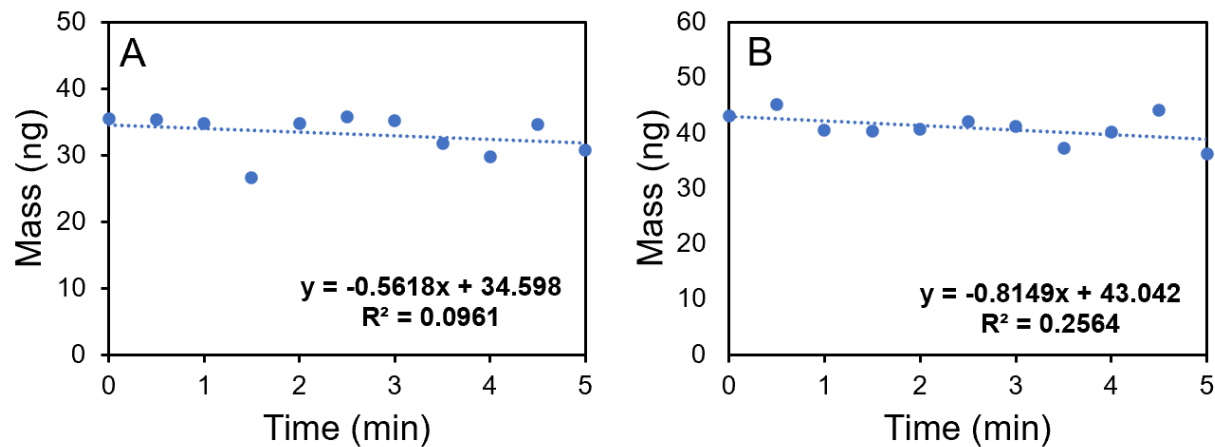 A
Mass (ng)
50
40
30
20
10
0
y = -0.5618x + 34.598
R² = 0.0961
0 1 2 3 4 5
Time (min)
B
Mass (ng)
60
50
40
30
20
10
0
y = -0.8149x + 43.042
R² = 0.2564
0 1 2 3 4 5
Time (min)